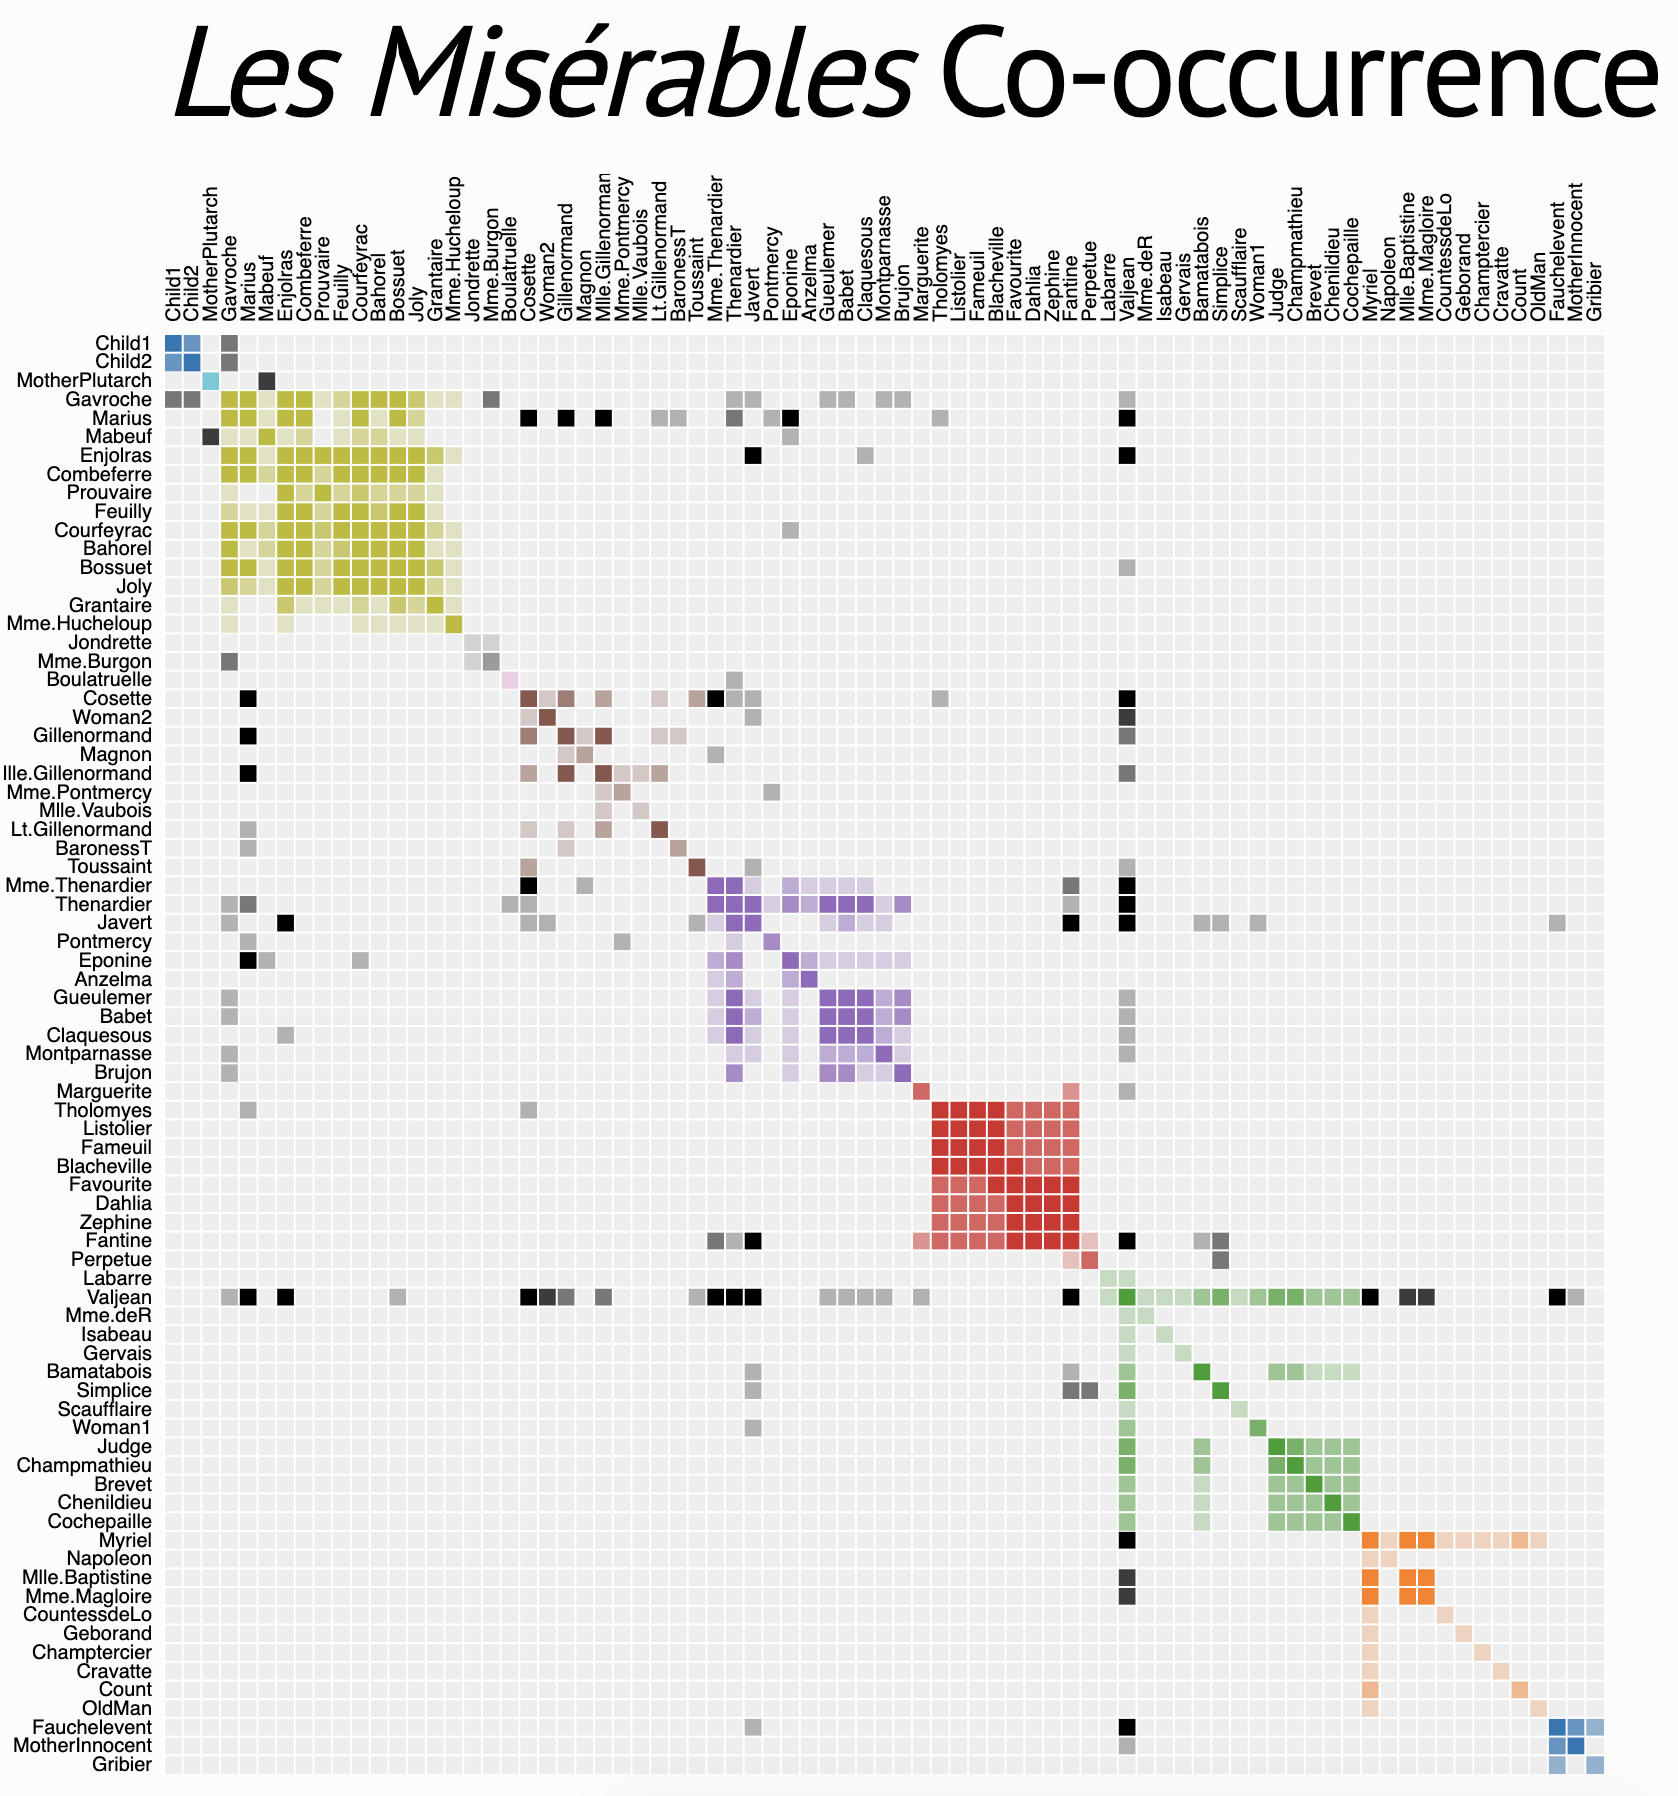 Les Misérables Co-occurrence
Child1
Child2
MotherPlutarch
Gavroche
Marius
Mabeuf
Enjolras
Combeferre
Prouvaire
Feuilly
Courfeyrac
Bahorel
Bossuet
Joly
Grantaire
Mme.Hucheloup
Jondrette
Mme.Burgon
Boulatruelle
Cosette
Woman2
Gillenormand
Magnon
Mlle.Gillenorman
Mme.Pontmercy
Mlle.Vaubois
Lt.Gillenormand
BaronessT
Toussaint
Mme.Thenardier
Thenardier
Javert
Pontmercy
Eponine
Anzelma
Gueulemer
Babet
Claquesous
Montparnasse
Brujon
Marguerite
Tholomyes
Listolier
Fameuil
Blacheville
Favourite
Dahlia
Zephine
Fantine
Perpetue
Labarre
Valjean
Mme.deR
Isabeau
Gervais
Bamatabois
Simplice
Scaufflaire
Woman1
Judge
Champmathieu
Brevet
Chenildieu
Cochepaille
Myriel
Napoleon
Mlle.Baptistine
Mme.Magloire
CountessdeLo
Geborand
Champtercier
Cravatte
Count
OldMan
Fauchelevent
MotherInnocent
Gribier
Child1
Child2
MotherPlutarch
Gavroche
Marius
Mabeuf
Enjolras
Combeferre
Prouvaire
Feuilly
Courfeyrac
Bahorel
Bossuet
Joly
Grantaire
Mme.Hucheloup
Jondrette
Mme.Burgon
Boulatruelle
Cosette
Woman2
Gillenormand
Magnon
lle.Gillenormand
Mme.Pontmercy
Mlle.Vaubois
Lt.Gillenormand
BaronessT
Toussaint
Mme.Thenardier
Thenardier
Javert
Pontmercy
Eponine
Anzelma
Gueulemer
Babet
Claquesous
Montparnasse
Brujon
Marguerite
Tholomyes
Listolier
Fameuil
Blacheville
Favourite
Dahlia
Zephine
Fantine
Perpetue
Labarre
Valjean
Mme.deR
Isabeau
Gervais
Bamatabois
Simplice
Scaufflaire
Woman1
Judge
Champmathieu
Brevet
Chenildieu
Cochepaille
Myriel
Napoleon
Mlle.Baptistine
Mme.Magloire
CountessdeLo
Geborand
Champtercier
Cravatte
Count
OldMan
Fauchelevent
MotherInnocent
Gribier